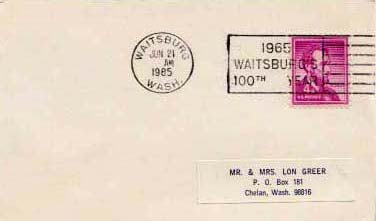 WAITSBURG
JUN 21
AM
1965
WASH.
1965
WAITSBURG'S
100TH YEAR
MR. & MRS. LON GREER
P. O. Box 181
Chelan, Wash. 98816